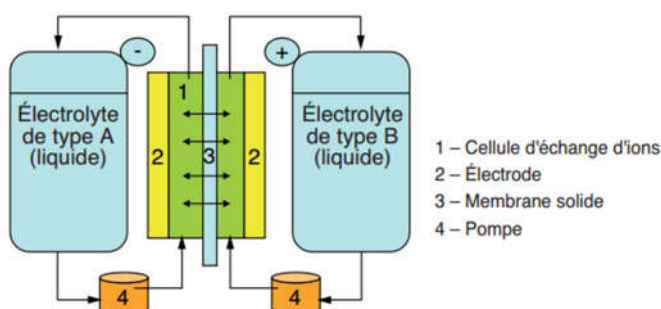 -
+
Électrolyte
de type A
(liquide)
1
2
3
2
Électrolyte
de type B
(liquide)
4
4
1 – Cellule d'échange d'ions
2 – Électrode
3 – Membrane solide
4 – Pompe